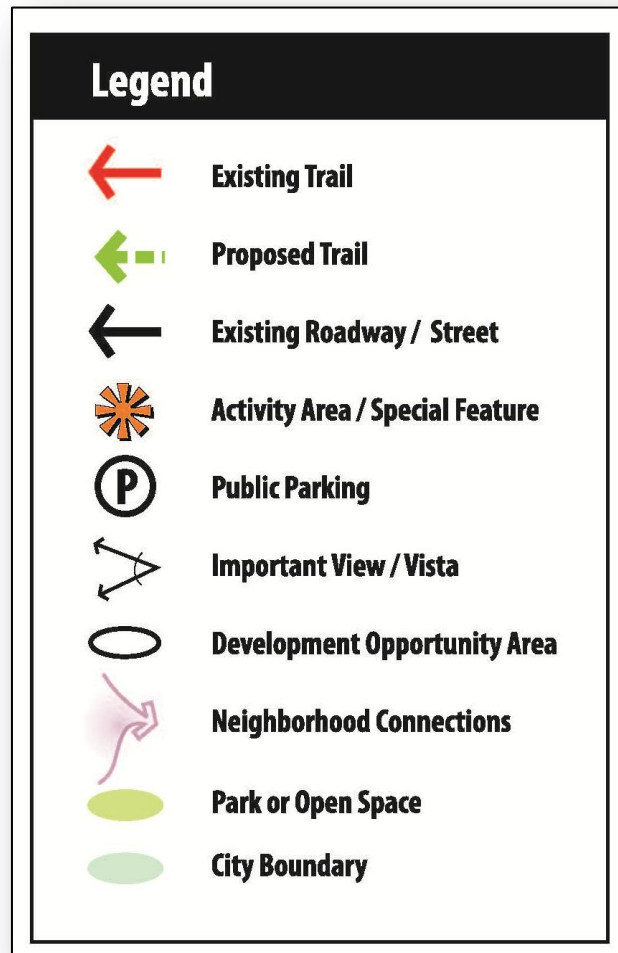 Legend
Existing Trail
Proposed Trail
Existing Roadway / Street
Activity Area / Special Feature
P
Public Parking
Important View / Vista
Development Opportunity Area
Neighborhood Connections
Park or Open Space
City Boundary